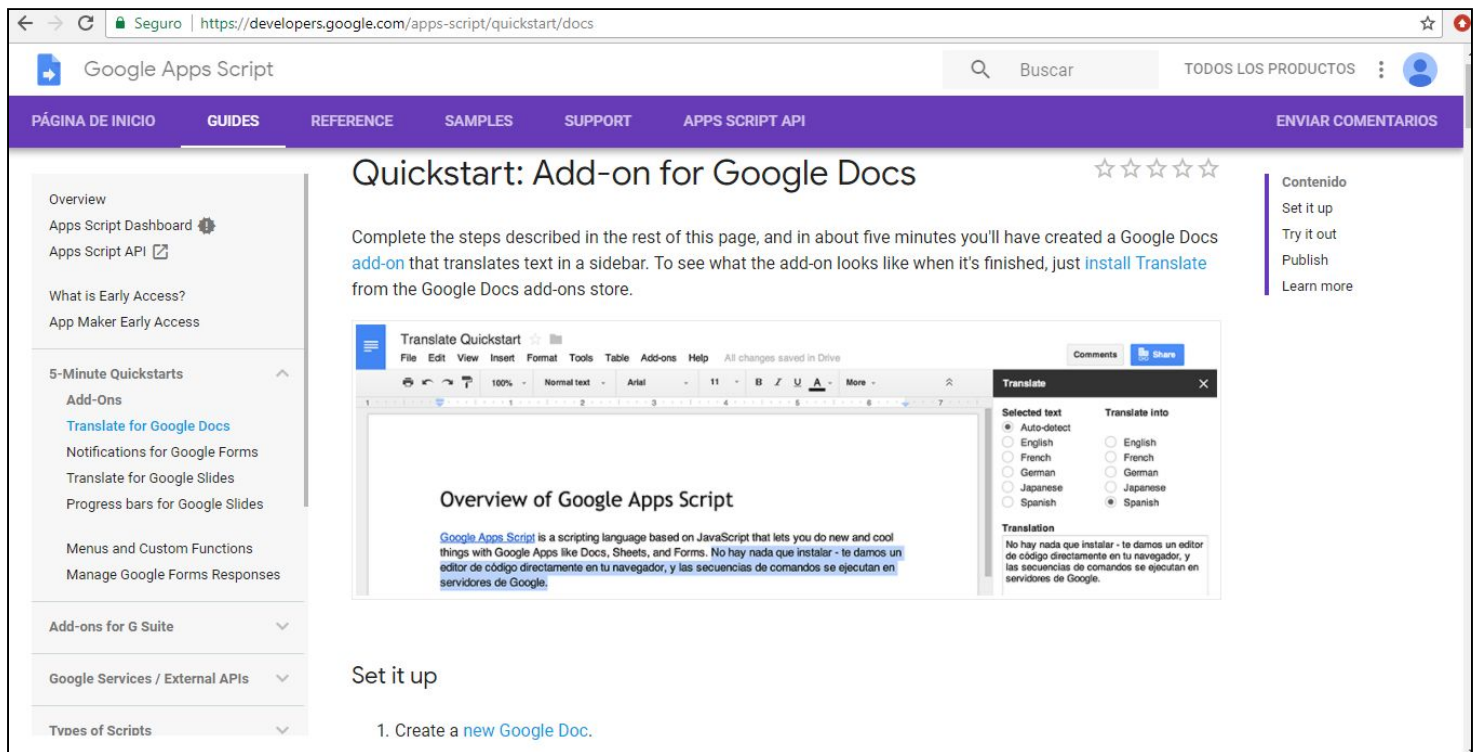 Seguro https://developers.google.com/apps-script/quickstart/docs
Google Apps Script
Buscar
TODOS LOS PRODUCTOS
PÁGINA DE INICIO GUIDES REFERENCE SAMPLES SUPPORT APPS SCRIPT API ENVIAR COMENTARIOS
Overview
Apps Script Dashboard
Apps Script API
What is Early Access?
App Maker Early Access
5-Minute Quickstarts
Add-Ons
Translate for Google Docs
Notifications for Google Forms
Translate for Google Slides
Progress bars for Google Slides
Menus and Custom Functions
Manage Google Forms Responses
Add-ons for G Suite
Google Services / External APIs
Types of Scripts
Quickstart: Add-on for Google Docs
Complete the steps described in the rest of this page, and in about five minutes you'll have created a Google Docs
add-on that translates text in a sidebar. To see what the add-on looks like when it's finished, just install Translate
from the Google Docs add-ons store.
Translate Quickstart
File Edit View Insert Format Tools Table Add-ons Help All changes saved in Drive
Comments Share
100% Normal text Arial 11 B I U A More
1 1 2 3 4 5 6 7
Overview of Google Apps Script
Google Apps Script is a scripting language based on JavaScript that lets you do new and cool
things with Google Apps like Docs, Sheets, and Forms. No hay nada que instalar - te damos un
editor de código directamente en tu navegador, y las secuencias de comandos se ejecutan en
servidores de Google.
Translate
Selected text Translate into
Auto-detect
English English
French French
German German
Japanese Japanese
Spanish Spanish
Translation
No hay nada que instalar - te damos un editor
de código directamente en tu navegador, y
las secuencias de comandos se ejecutan en
servidores de Google.
Set it up
1. Create a new Google Doc.
Contenido
Set it up
Try it out
Publish
Learn more